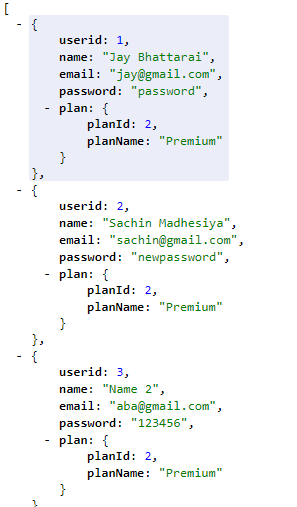 [
- {
userid: 1,
name: "Jay Bhattarai",
email: "jay@gmail.com",
password: "password",
- plan: {
planId: 2,
planName: "Premium"
}
},
- {
userid: 2,
name: "Sachin Madhesiya",
email: "sachin@gmail.com",
password: "newpassword",
- plan: {
planId: 2,
planName: "Premium"
}
},
- {
userid: 3,
name: "Name 2",
email: "aba@gmail.com",
password: "123456",
- plan: {
planId: 2,
planName: "Premium"
}